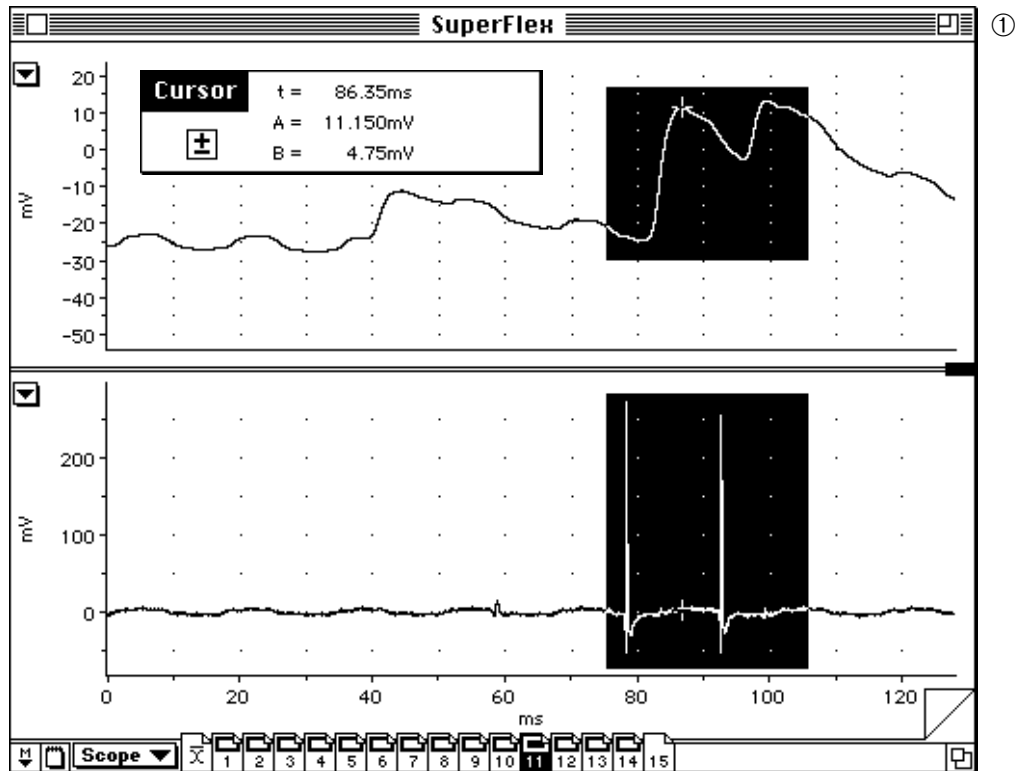 SuperFlex
①
Cursor
t = 86.35ms
A = 11.150mV
± B = 4.75mV
20
10
0
-10
-20
-30
-40
-50
mV
200
100
0
mV
0 20 40 60 80 100 120
ms
M Scope x̄ 1 2 3 4 5 6 7 8 9 10 11 12 13 14 15